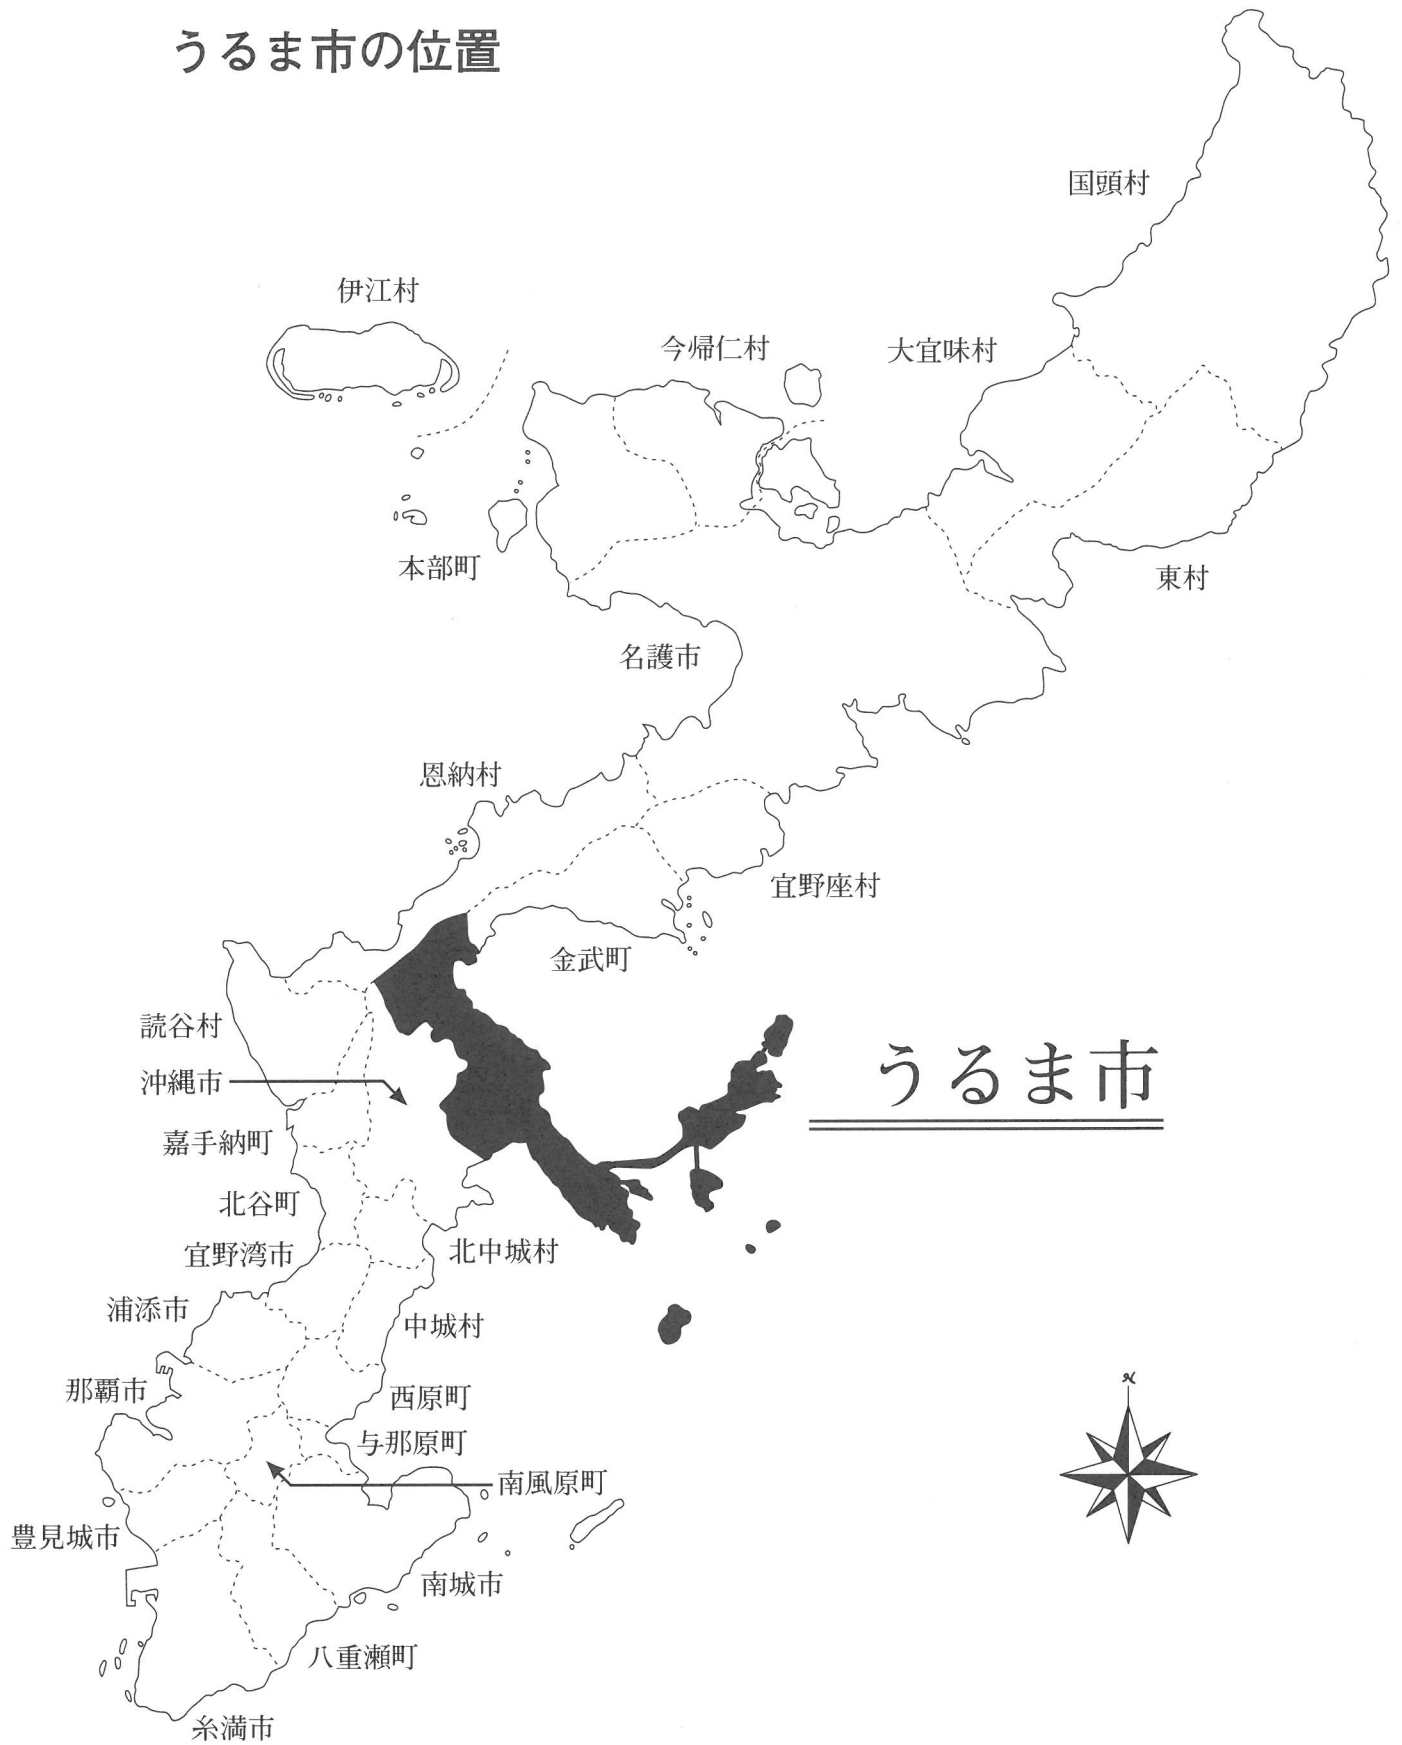 うるま市の位置
国頭村
伊江村
今帰仁村
大宜味村
本部町
東村
名護市
恩納村
宜野座村
金武町
読谷村
うるま市
沖縄市
嘉手納町
北谷町
宜野湾市
北中城村
浦添市
中城村
那覇市
西原町
与那原町
南風原町
豊見城市
南城市
八重瀬町
糸満市
N